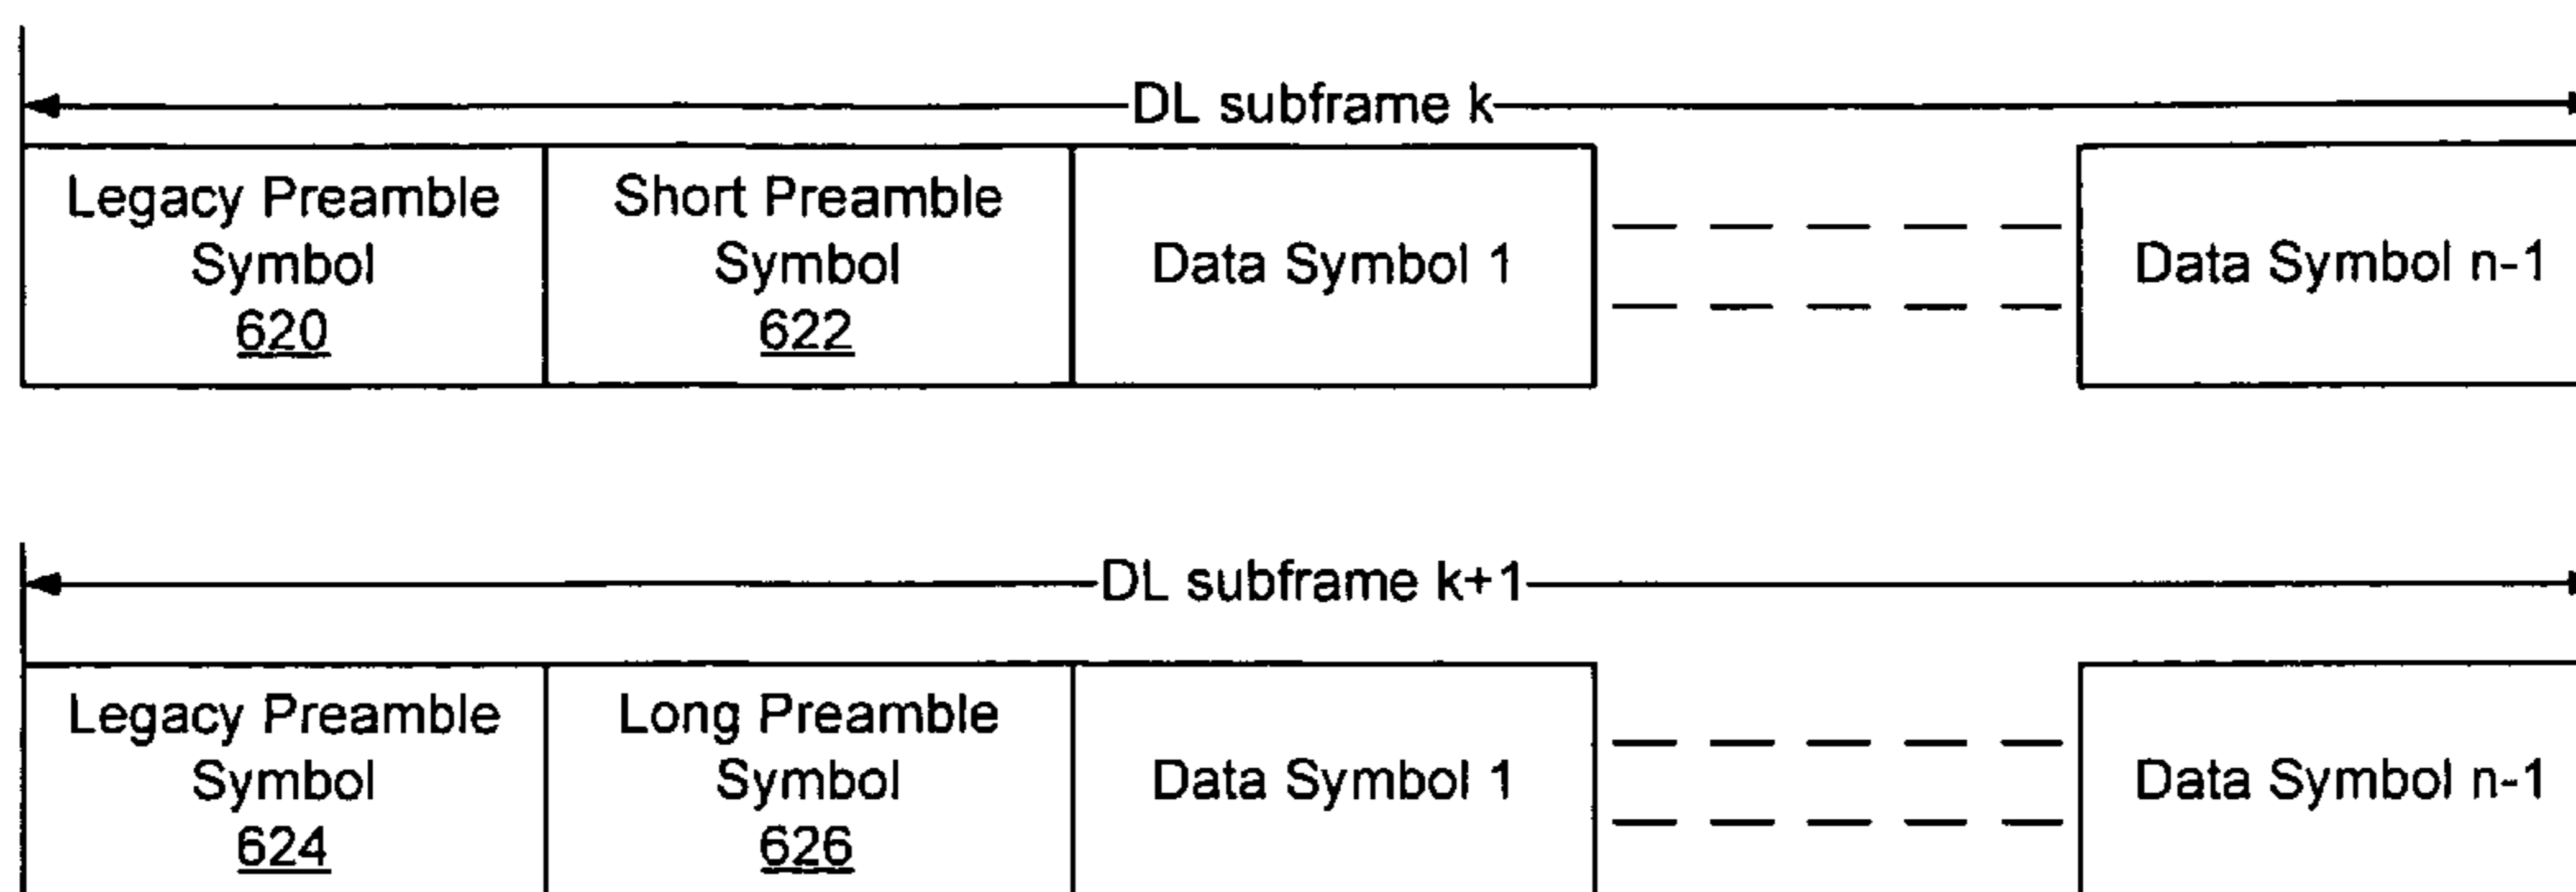 DL subframe k
Legacy Preamble
Symbol
620
Short Preamble
Symbol
622
Data Symbol 1
Data Symbol n-1
DL subframe k+1
Legacy Preamble
Symbol
624
Long Preamble
Symbol
626
Data Symbol 1
Data Symbol n-1